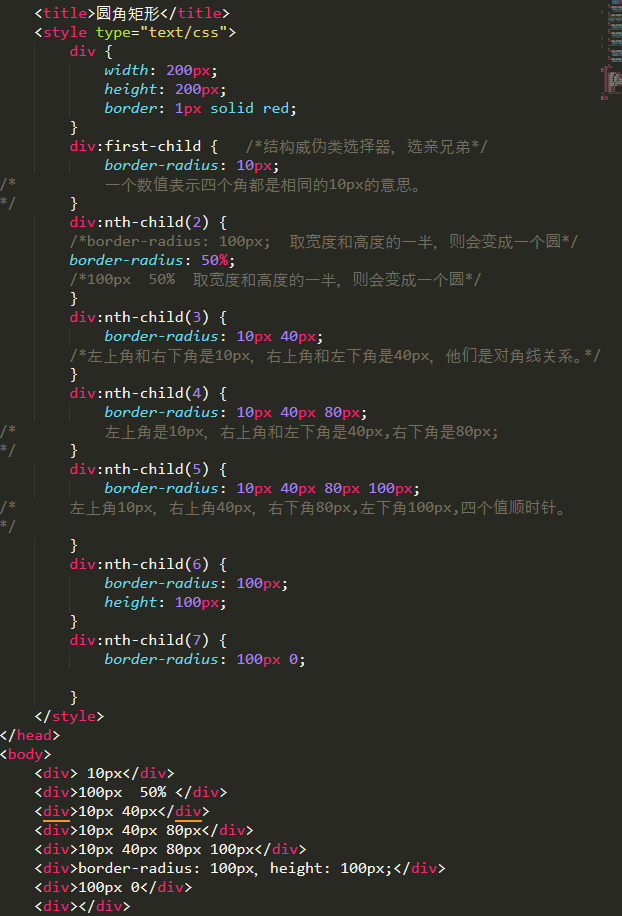 <title>圆角矩形</title>
<style type="text/css">
div {
width: 200px;
height: 200px;
border: 1px solid red;
}
div:first-child {   /*结构威伪类选择器，选亲兄弟*/
border-radius: 10px;
/*          一个数值表示四个角都是相同的10px的意思。
*/      }
div:nth-child(2) {
/*border-radius: 100px;  取宽度和高度的一半，则会变成一个圆*/
border-radius: 50%;
/*100px  50%  取宽度和高度的一半，则会变成一个圆*/
}
div:nth-child(3) {
border-radius: 10px 40px;
/*左上角和右下角是10px，右上角和左下角是40px，他们是对角线关系。*/
}
div:nth-child(4) {
border-radius: 10px 40px 80px;
/*          左上角是10px，右上角和左下角是40px,右下角是80px;
*/      }
div:nth-child(5) {
border-radius: 10px 40px 80px 100px;
/*      左上角10px，右上角40px，右下角80px,左下角100px,四个值顺时针。
*/
}
div:nth-child(6) {
border-radius: 100px;
height: 100px;
}
div:nth-child(7) {
border-radius: 100px 0;
}
</style>
</head>
<body>
<div> 10px</div>
<div>100px  50% </div>
<div>10px 40px</div>
<div>10px 40px 80px</div>
<div>10px 40px 80px 100px</div>
<div>border-radius: 100px，height: 100px;</div>
<div>100px 0</div>
<div></div>